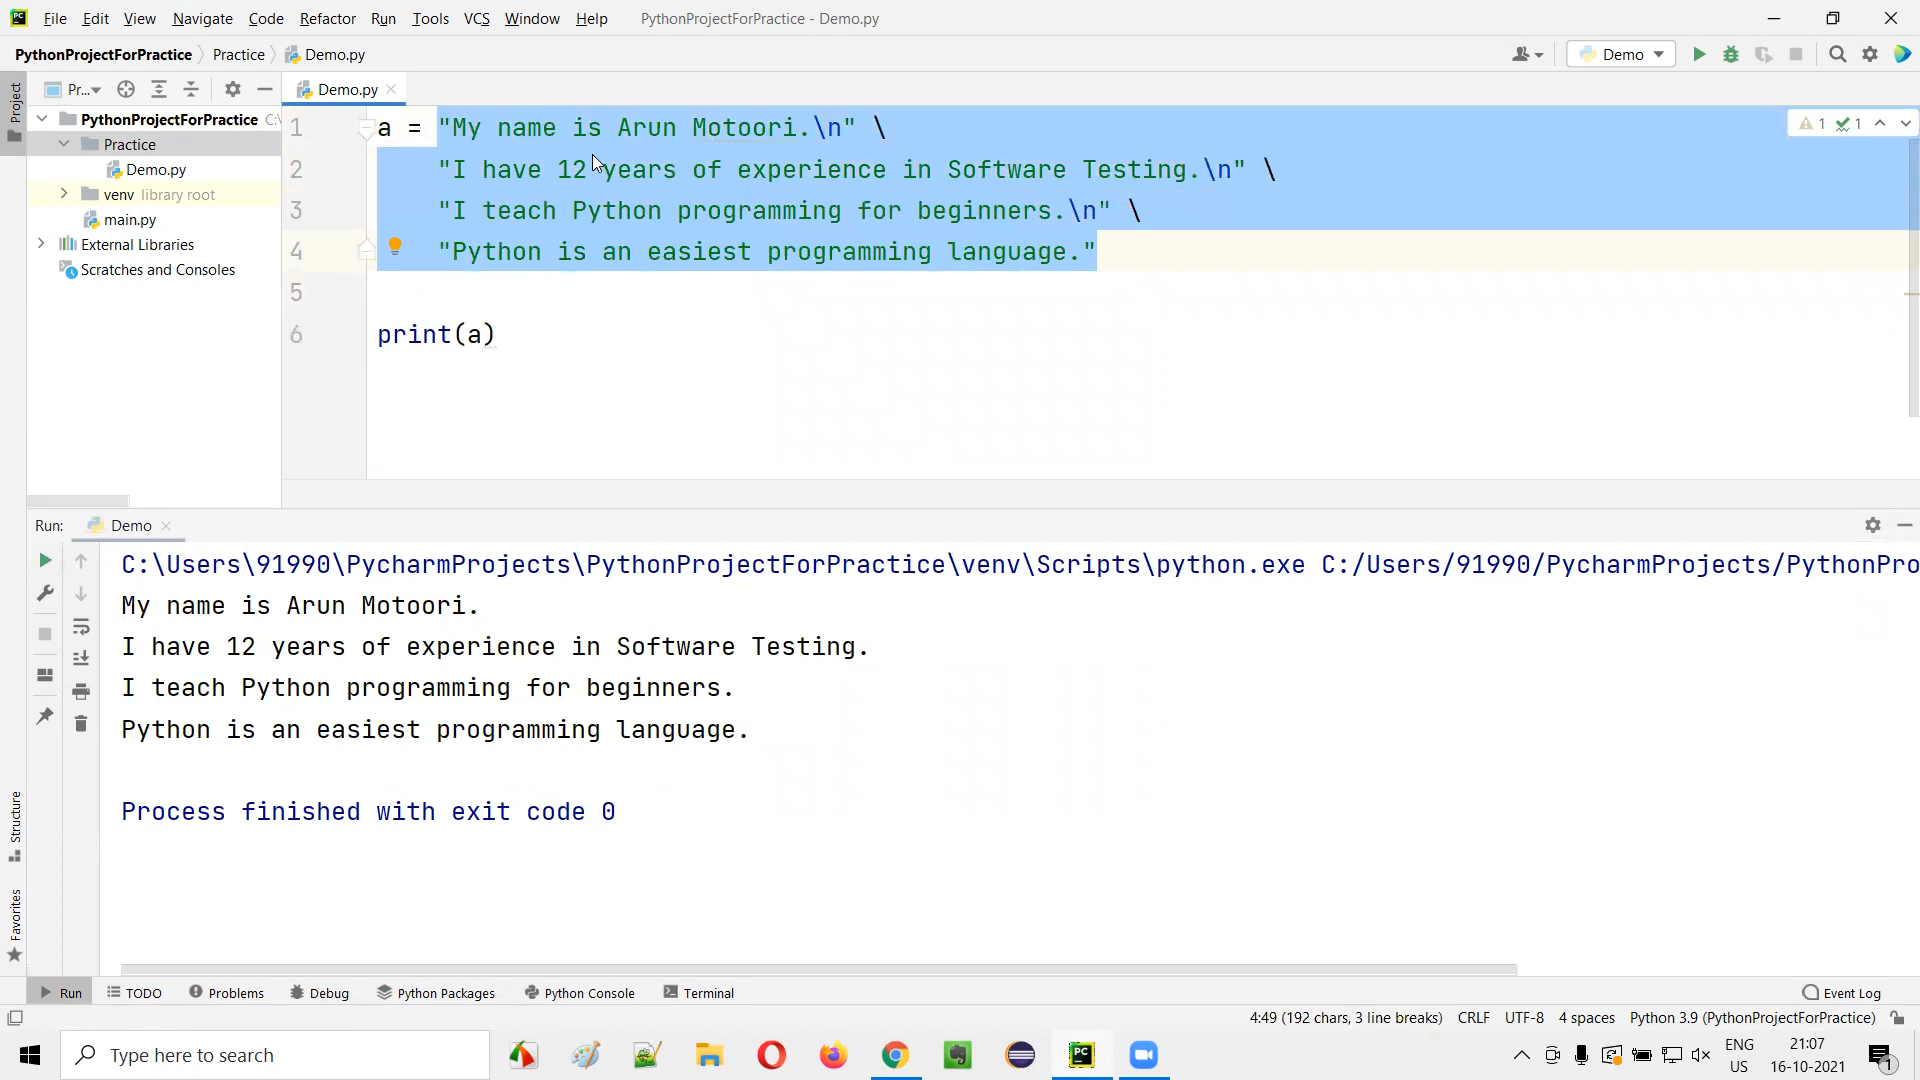 File Edit View Navigate Code Refactor Run Tools VCS Window Help PythonProjectForPractice - Demo.py
PythonProjectForPractice Practice Demo.py Demo
Project
Pr... Demo.py
PythonProjectForPractice C:\
Practice
Demo.py
venv library root
main.py
External Libraries
Scratches and Consoles
1 a = "My name is Arun Motoori.\n" \
2 "I have 12 years of experience in Software Testing.\n" \
3 "I teach Python programming for beginners.\n" \
4 "Python is an easiest programming language."
5
6 print(a)
1 1
Run: Demo
C:\Users\91990\PycharmProjects\PythonProjectForPractice\venv\Scripts\python.exe C:/Users/91990/PycharmProjects/PythonPro
My name is Arun Motoori.
I have 12 years of experience in Software Testing.
I teach Python programming for beginners.
Python is an easiest programming language.
Process finished with exit code 0
Structure
Favorites
Run TODO Problems Debug Python Packages Python Console Terminal Event Log
4:49 (192 chars, 3 line breaks) CRLF UTF-8 4 spaces Python 3.9 (PythonProjectForPractice)
Type here to search
PC
ENG
US
21:07
16-10-2021
1